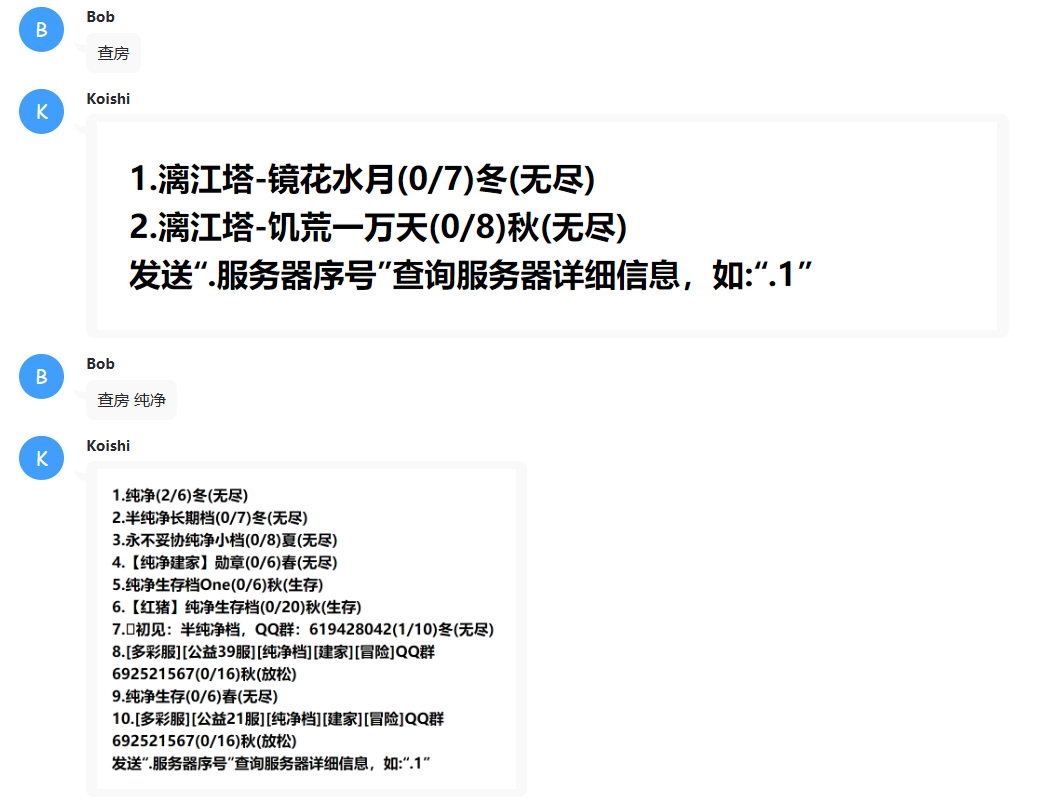 B
Bob
查房
K
Koishi
1.漓江塔-镜花水月(0/7)冬(无尽)
2.漓江塔-饥荒一万天(0/8)秋(无尽)
发送“.服务器序号”查询服务器详细信息，如:“.1”
B
Bob
查房 纯净
K
Koishi
1.纯净(2/6)冬(无尽)
2.半纯净长期档(0/7)冬(无尽)
3.永不妥协纯净小档(0/8)夏(无尽)
4.【纯净建家】勋章(0/6)春(无尽)
5.纯净生存档One(0/6)秋(生存)
6.【红猪】纯净生存档(0/20)秋(生存)
7.▯初见：半纯净档，QQ群：619428042(1/10)冬(无尽)
8.[多彩服][公益39服][纯净档][建家][冒险]QQ群
692521567(0/16)秋(放松)
9.纯净生存(0/6)春(无尽)
10.[多彩服][公益21服][纯净档][建家][冒险]QQ群
692521567(0/16)秋(放松)
发送“.服务器序号”查询服务器详细信息，如:“.1”